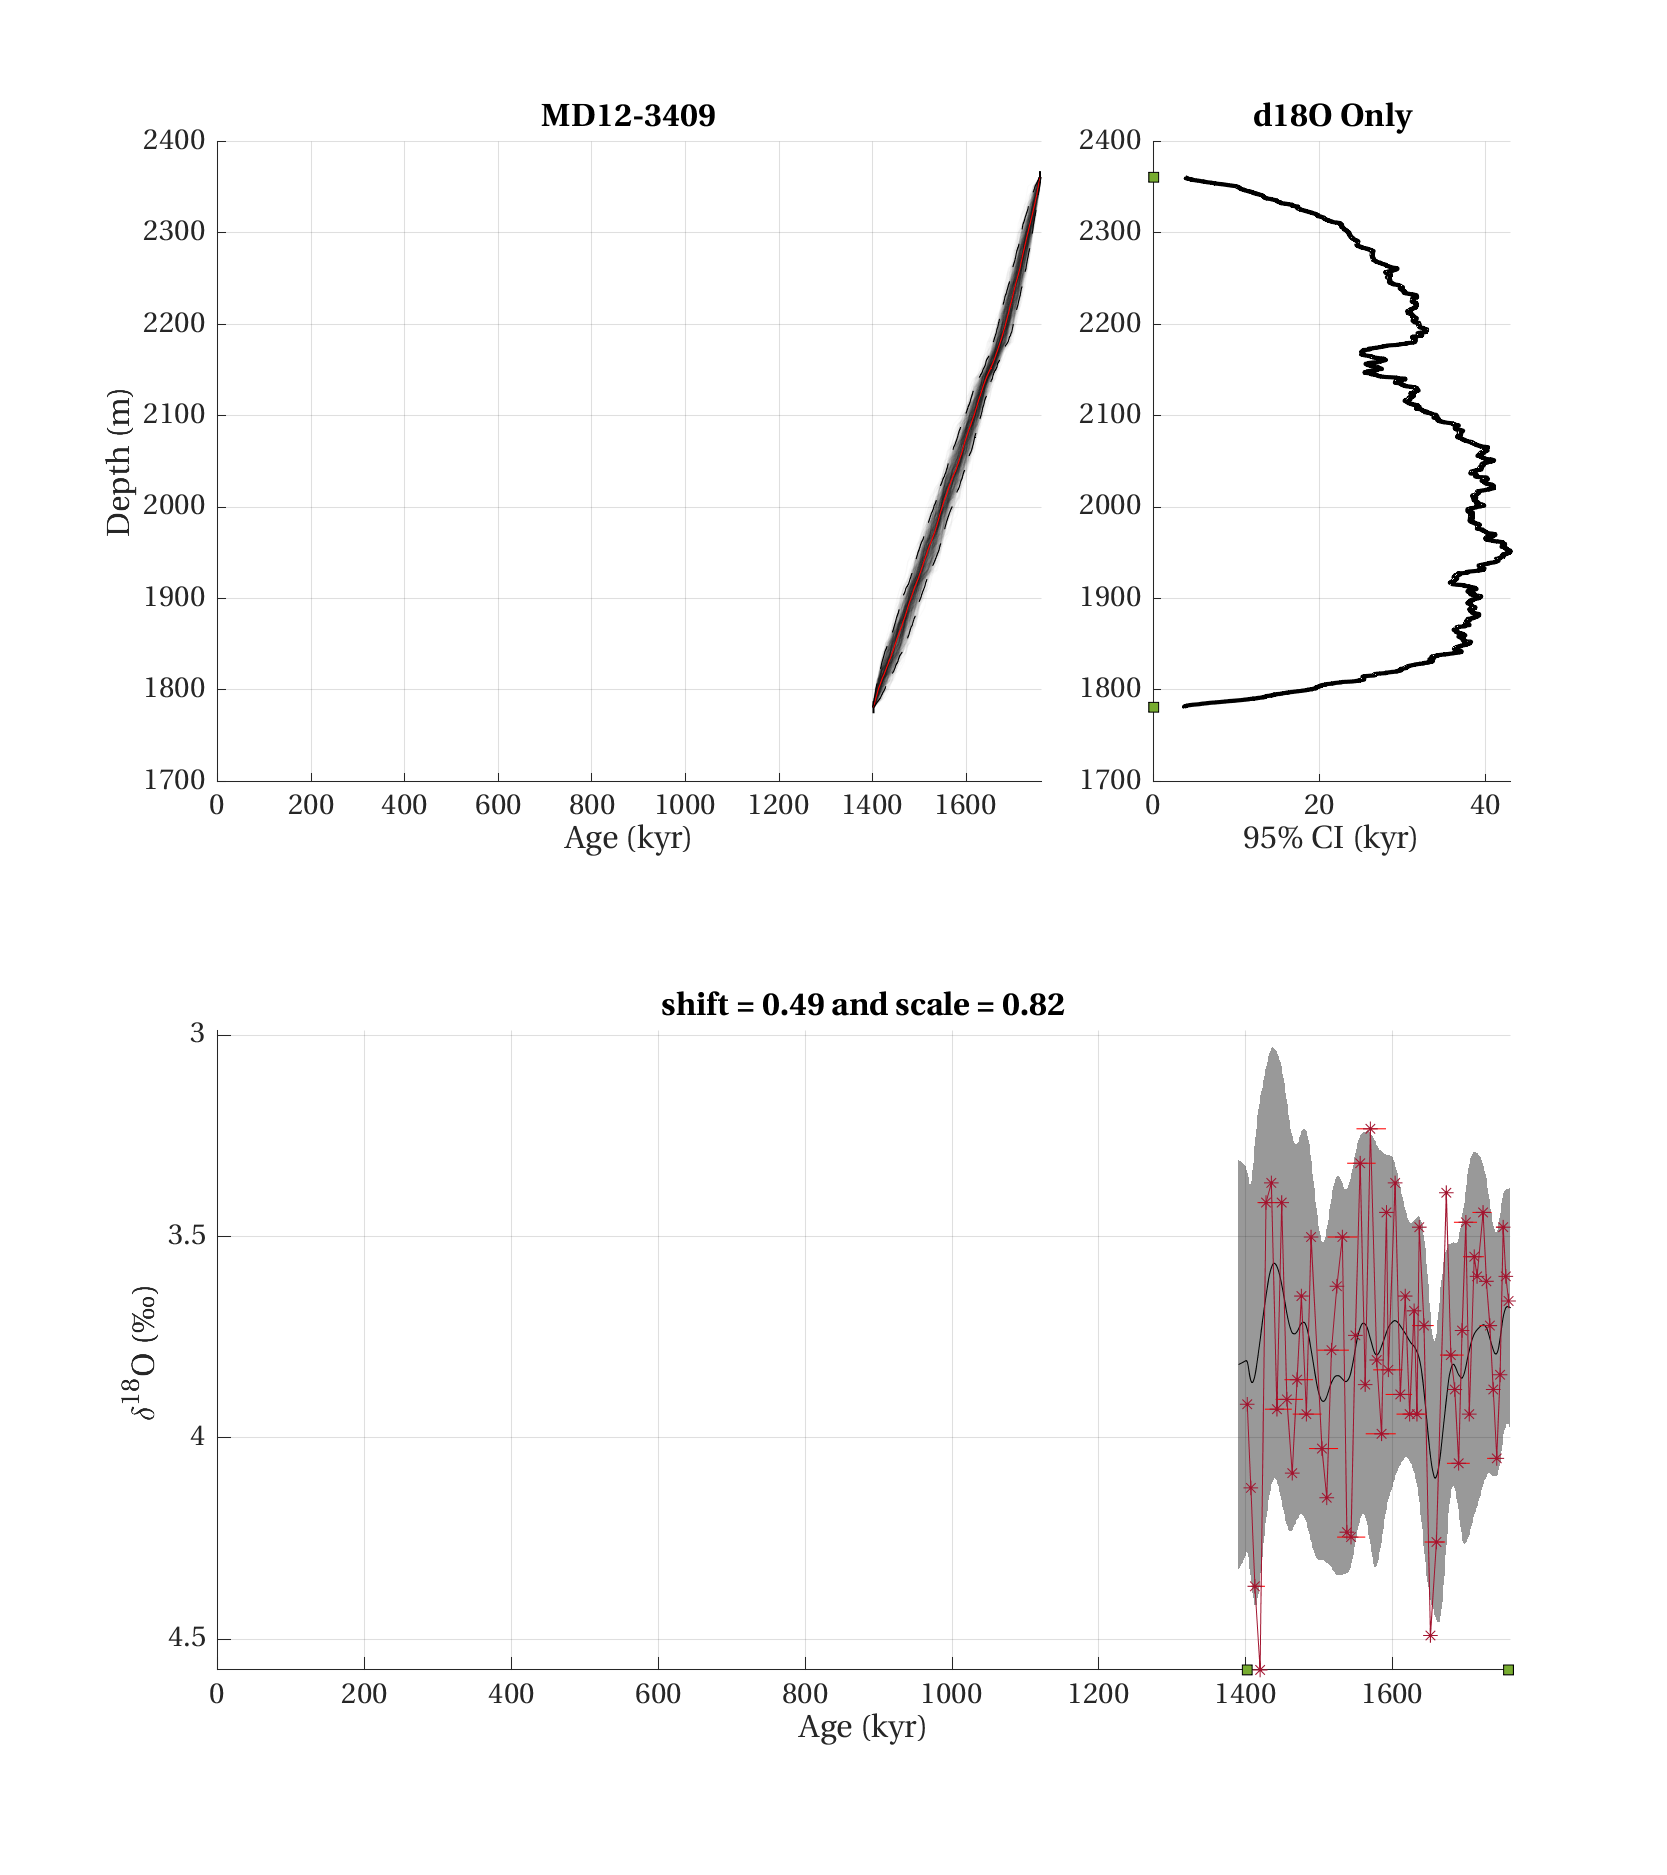 MD12-3409
d18O Only
2400
2300
2200
2100
2000
1900
1800
1700
Depth (m)
0 200 400 600 800 1000 1200 1400 1600
Age (kyr)
2400
2300
2200
2100
2000
1900
1800
1700
0 20 40
95% CI (kyr)
shift = 0.49 and scale = 0.82
3
3.5
4
4.5
δ¹⁸O (‰)
0 200 400 600 800 1000 1200 1400 1600
Age (kyr)